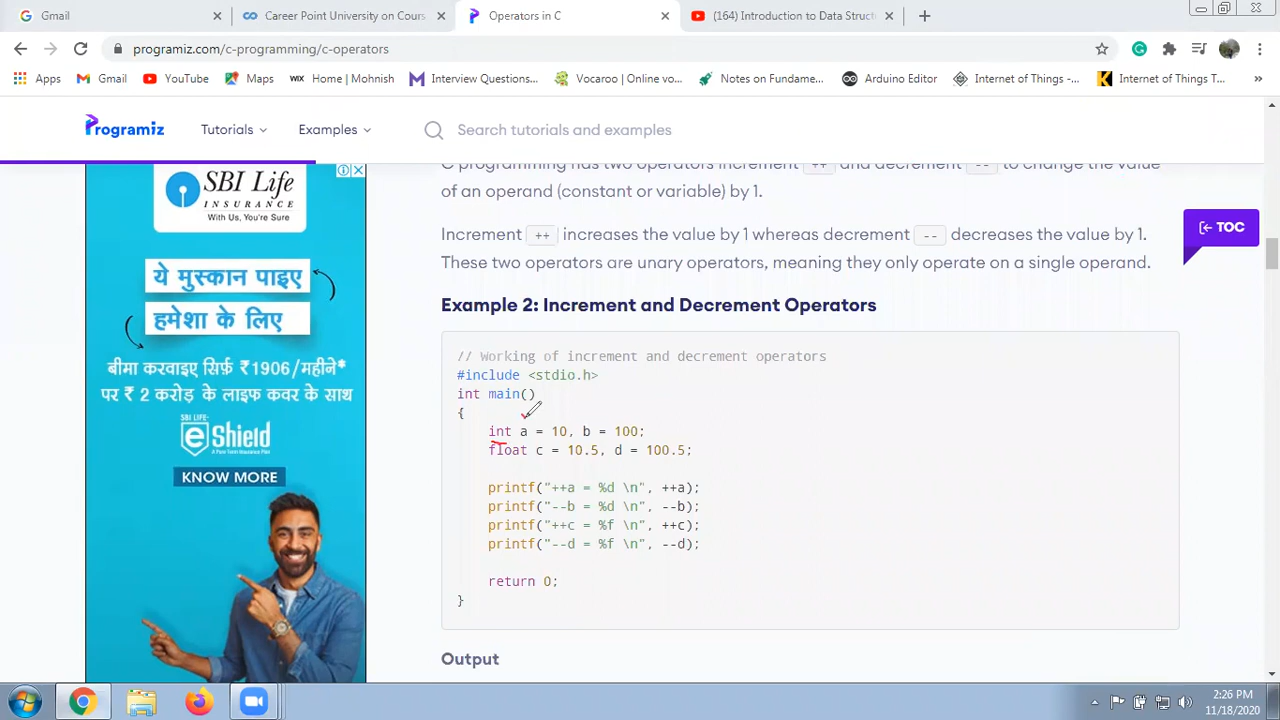 Gmail
Career Point University on Cours
Operators in C
(164) Introduction to Data Struct
programiz.com/c-programming/c-operators
Apps
Gmail
YouTube
Maps
WIX Home | Mohnish
Interview Questions...
Vocaroo | Online vo...
Notes on Fundame...
Arduino Editor
Internet of Things -...
Internet of Things T...
»
Programiz
Tutorials
Examples
Search tutorials and examples
C programming has two operators increment ++ and decrement -- to change the value
of an operand (constant or variable) by 1.
Increment ++ increases the value by 1 whereas decrement -- decreases the value by 1.
These two operators are unary operators, meaning they only operate on a single operand.
TOC
Example 2: Increment and Decrement Operators
// Working of increment and decrement operators
#include <stdio.h>
int main()
{
int a = 10, b = 100;
float c = 10.5, d = 100.5;
printf("++a = %d \n", ++a);
printf("--b = %d \n", --b);
printf("++c = %f \n", ++c);
printf("--d = %f \n", --d);
return 0;
}
Output
SBI Life
INSURANCE
With Us, You're Sure
ये मुस्कान पाइए
हमेशा के लिए
बीमा करवाइए सिर्फ़ ₹1906/महीने*
पर ₹ 2 करोड़ के लाइफ कवर के साथ
SBI LIFE-
eShield
KNOW MORE
2:26 PM
11/18/2020